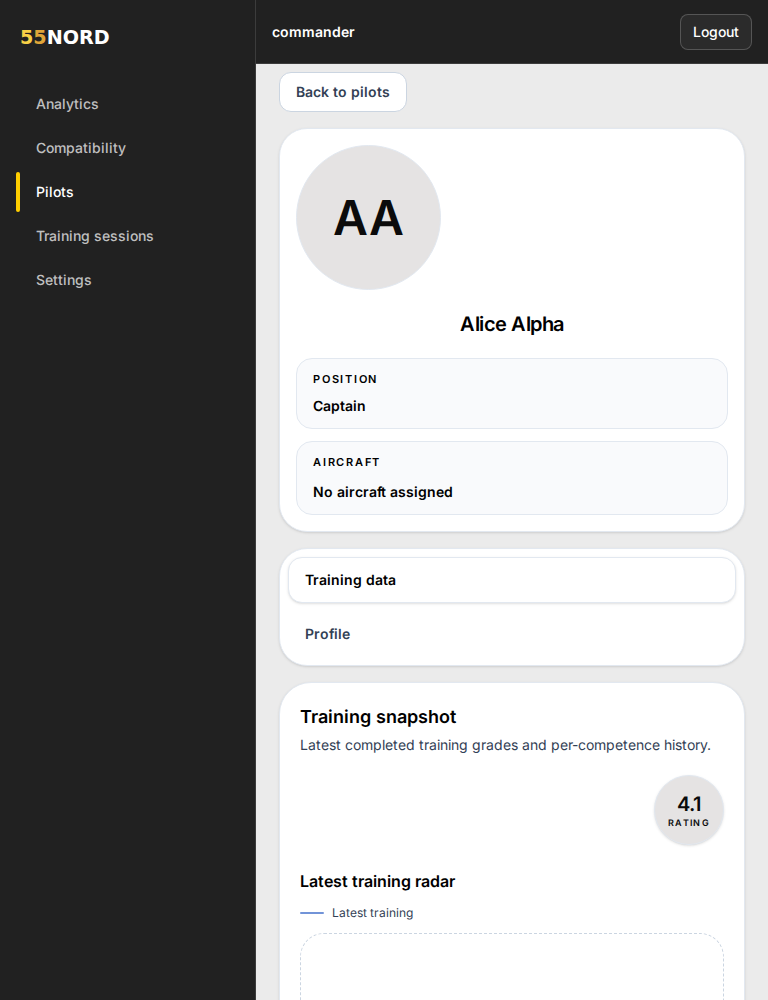 55NORD
commander
Logout
Analytics
Compatibility
Pilots
Training sessions
Settings
Back to pilots
AA
Alice Alpha
POSITION
Captain
AIRCRAFT
No aircraft assigned
Training data
Profile
Training snapshot
Latest completed training grades and per-competence history.
4.1
RATING
Latest training radar
Latest training